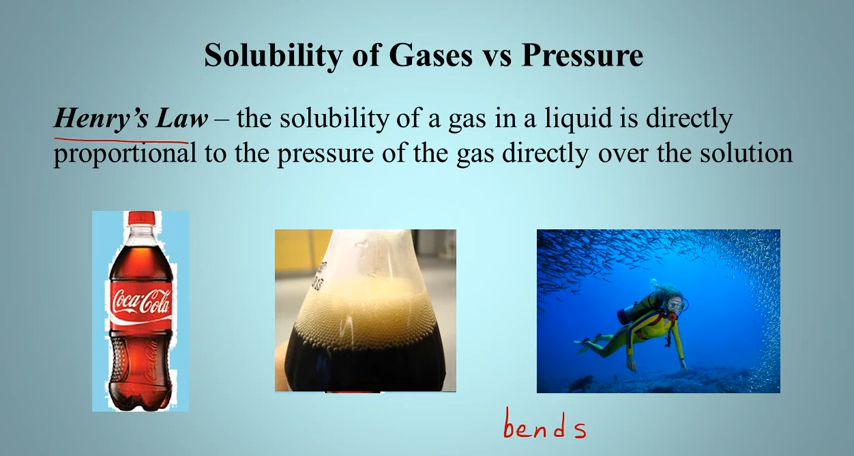 Solubility of Gases vs Pressure
Henry's Law – the solubility of a gas in a liquid is directly
proportional to the pressure of the gas directly over the solution
Coca-Cola
bends